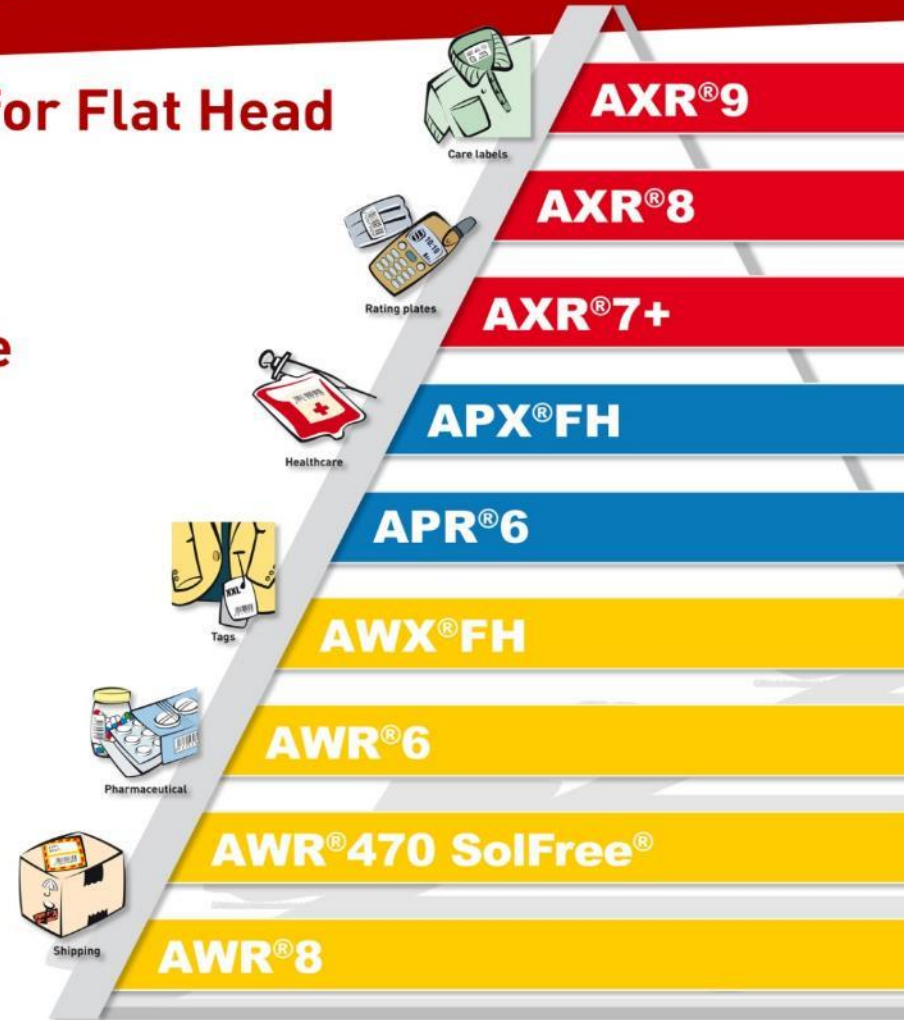 for Flat Head
e
Care labels
AXR®9
AXR®8
Rating plates
AXR®7+
Healthcare
APX®FH
APR®6
Tags
XXL
AWX®FH
AWR®6
Pharmaceutical
AWR®470 SolFree®
Shipping
AWR®8